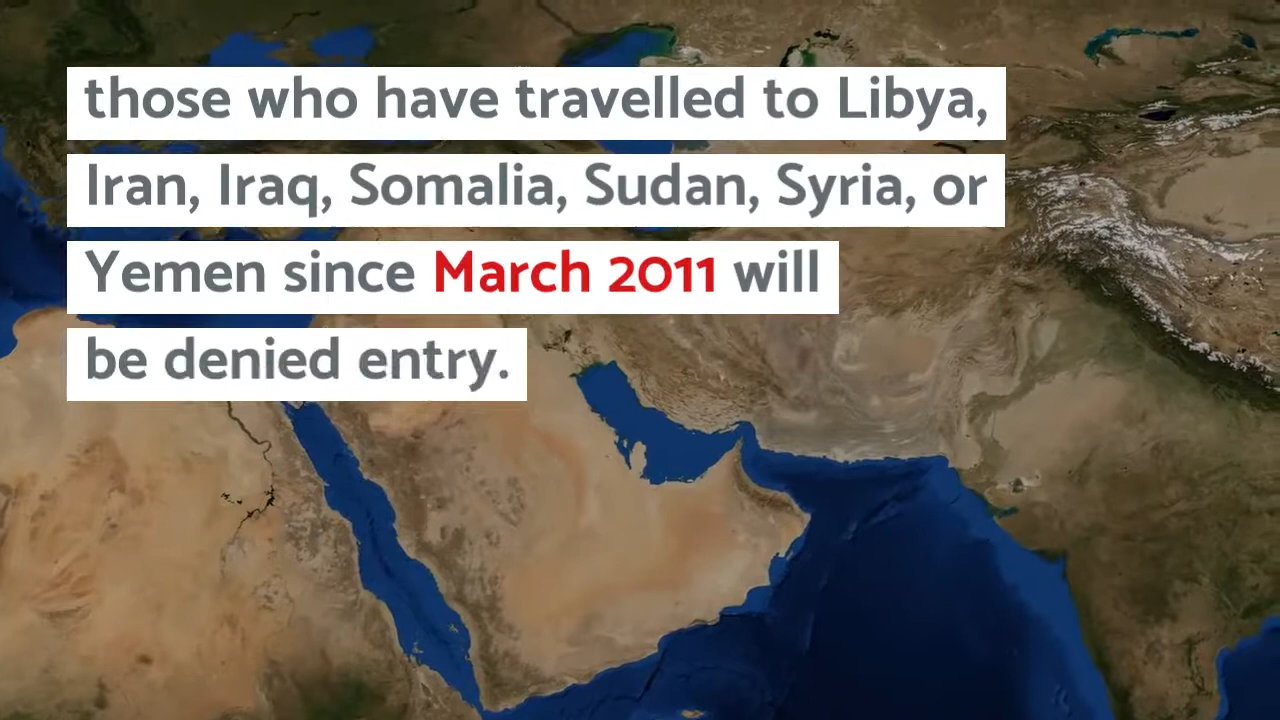 those who have travelled to Libya,
Iran, Iraq, Somalia, Sudan, Syria, or
Yemen since March 2011 will
be denied entry.